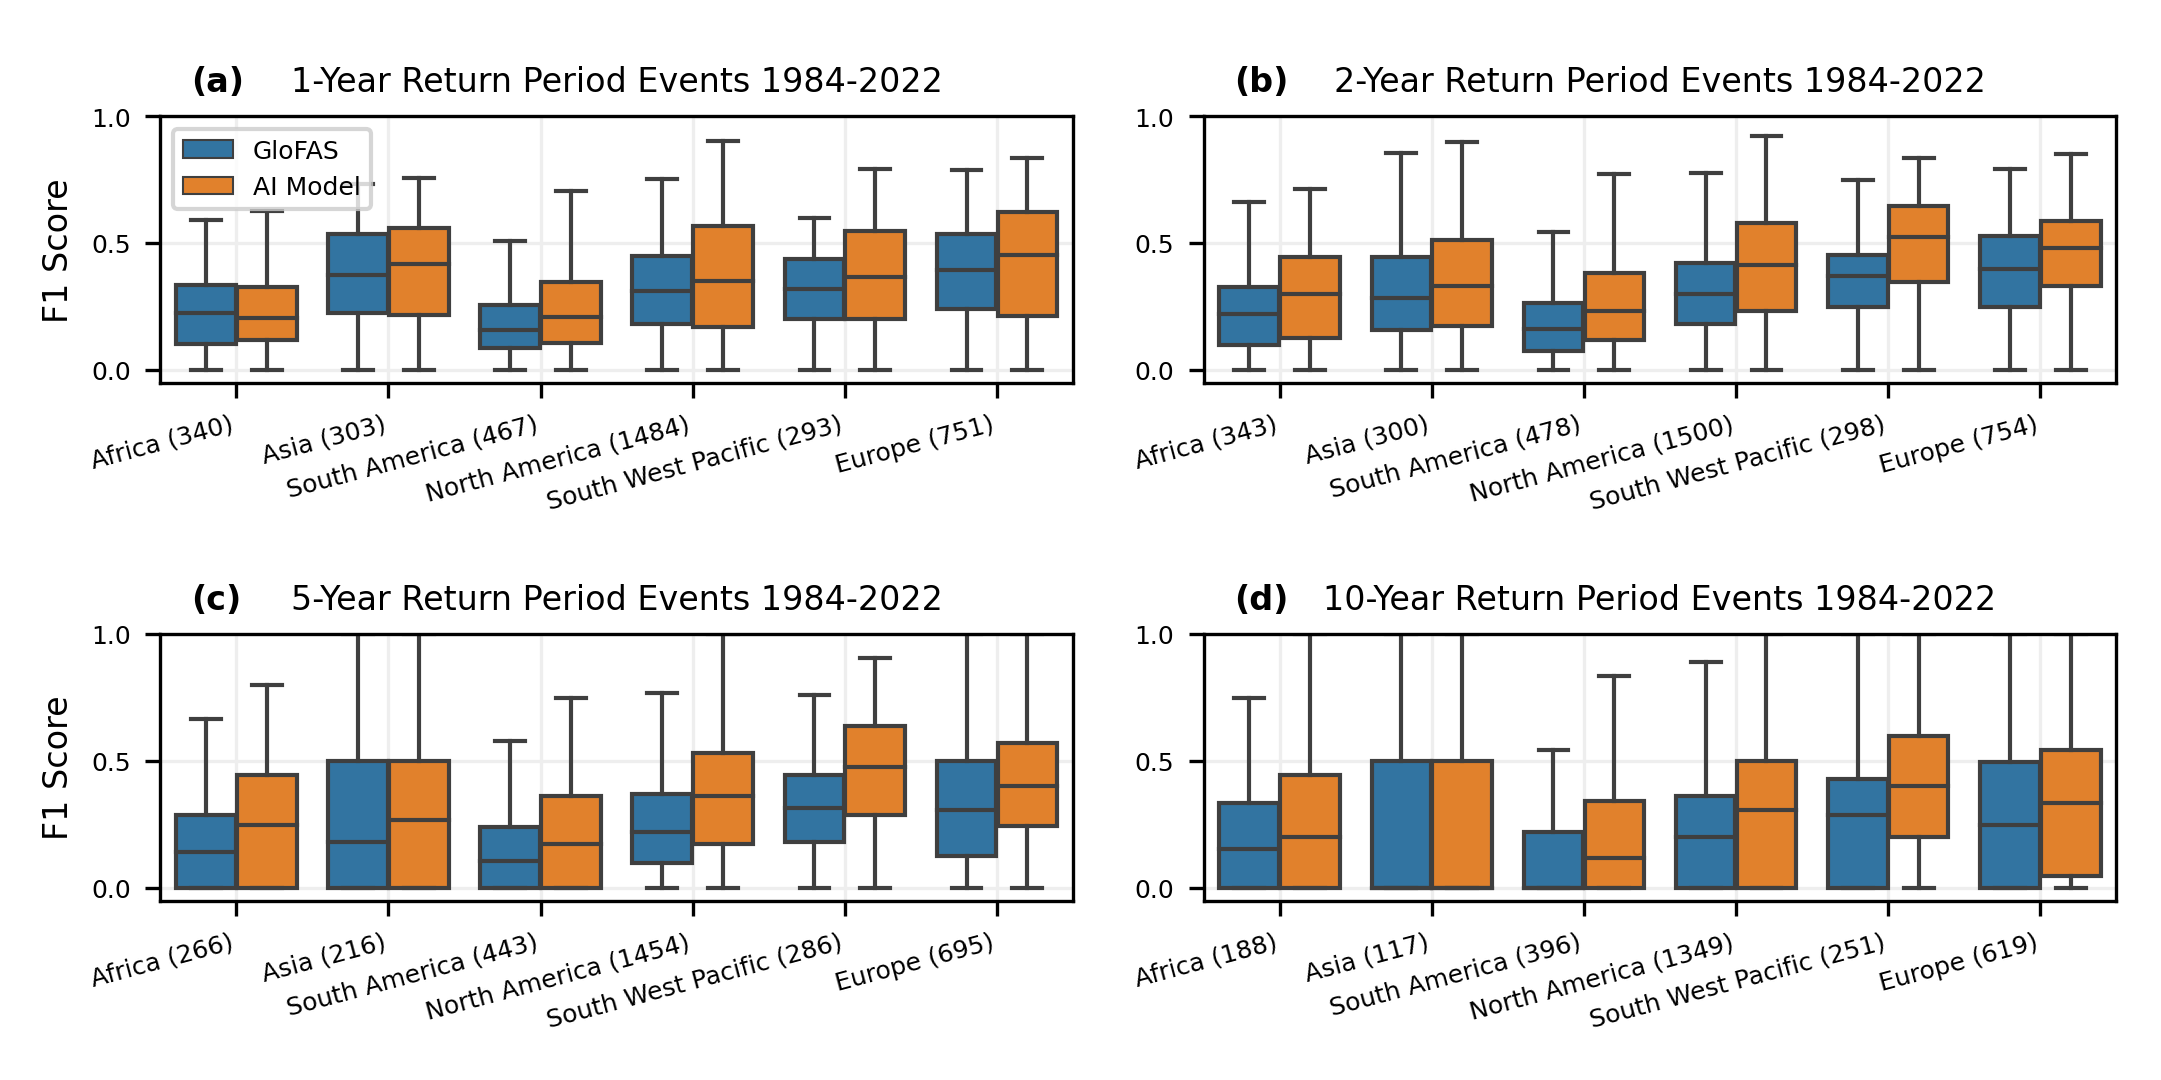 (a) 1-Year Return Period Events 1984-2022
1.0
0.5
0.0
F1 Score
GloFAS
AI Model
Africa (340)
Asia (303)
South America (467)
North America (1484)
South West Pacific (293)
Europe (751)
(b) 2-Year Return Period Events 1984-2022
1.0
0.5
0.0
Africa (343)
Asia (300)
South America (478)
North America (1500)
South West Pacific (298)
Europe (754)
(c) 5-Year Return Period Events 1984-2022
1.0
0.5
0.0
F1 Score
Africa (266)
Asia (216)
South America (443)
North America (1454)
South West Pacific (286)
Europe (695)
(d) 10-Year Return Period Events 1984-2022
1.0
0.5
0.0
Africa (188)
Asia (117)
South America (396)
North America (1349)
South West Pacific (251)
Europe (619)